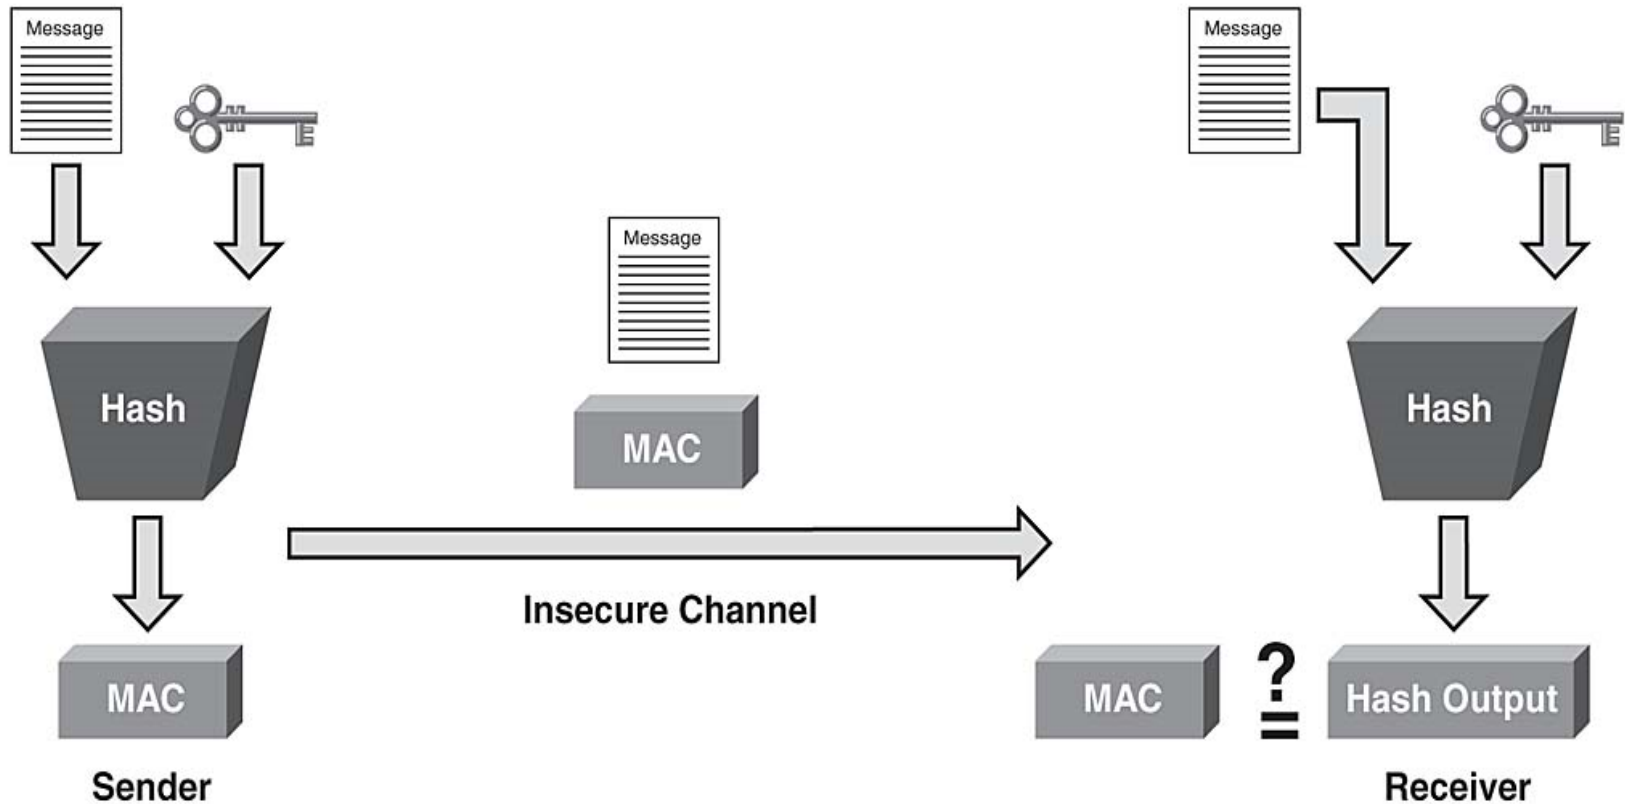 Message
Message
Message
Hash
MAC
Hash
Insecure Channel
MAC
MAC
?
=
Hash Output
Sender
Receiver